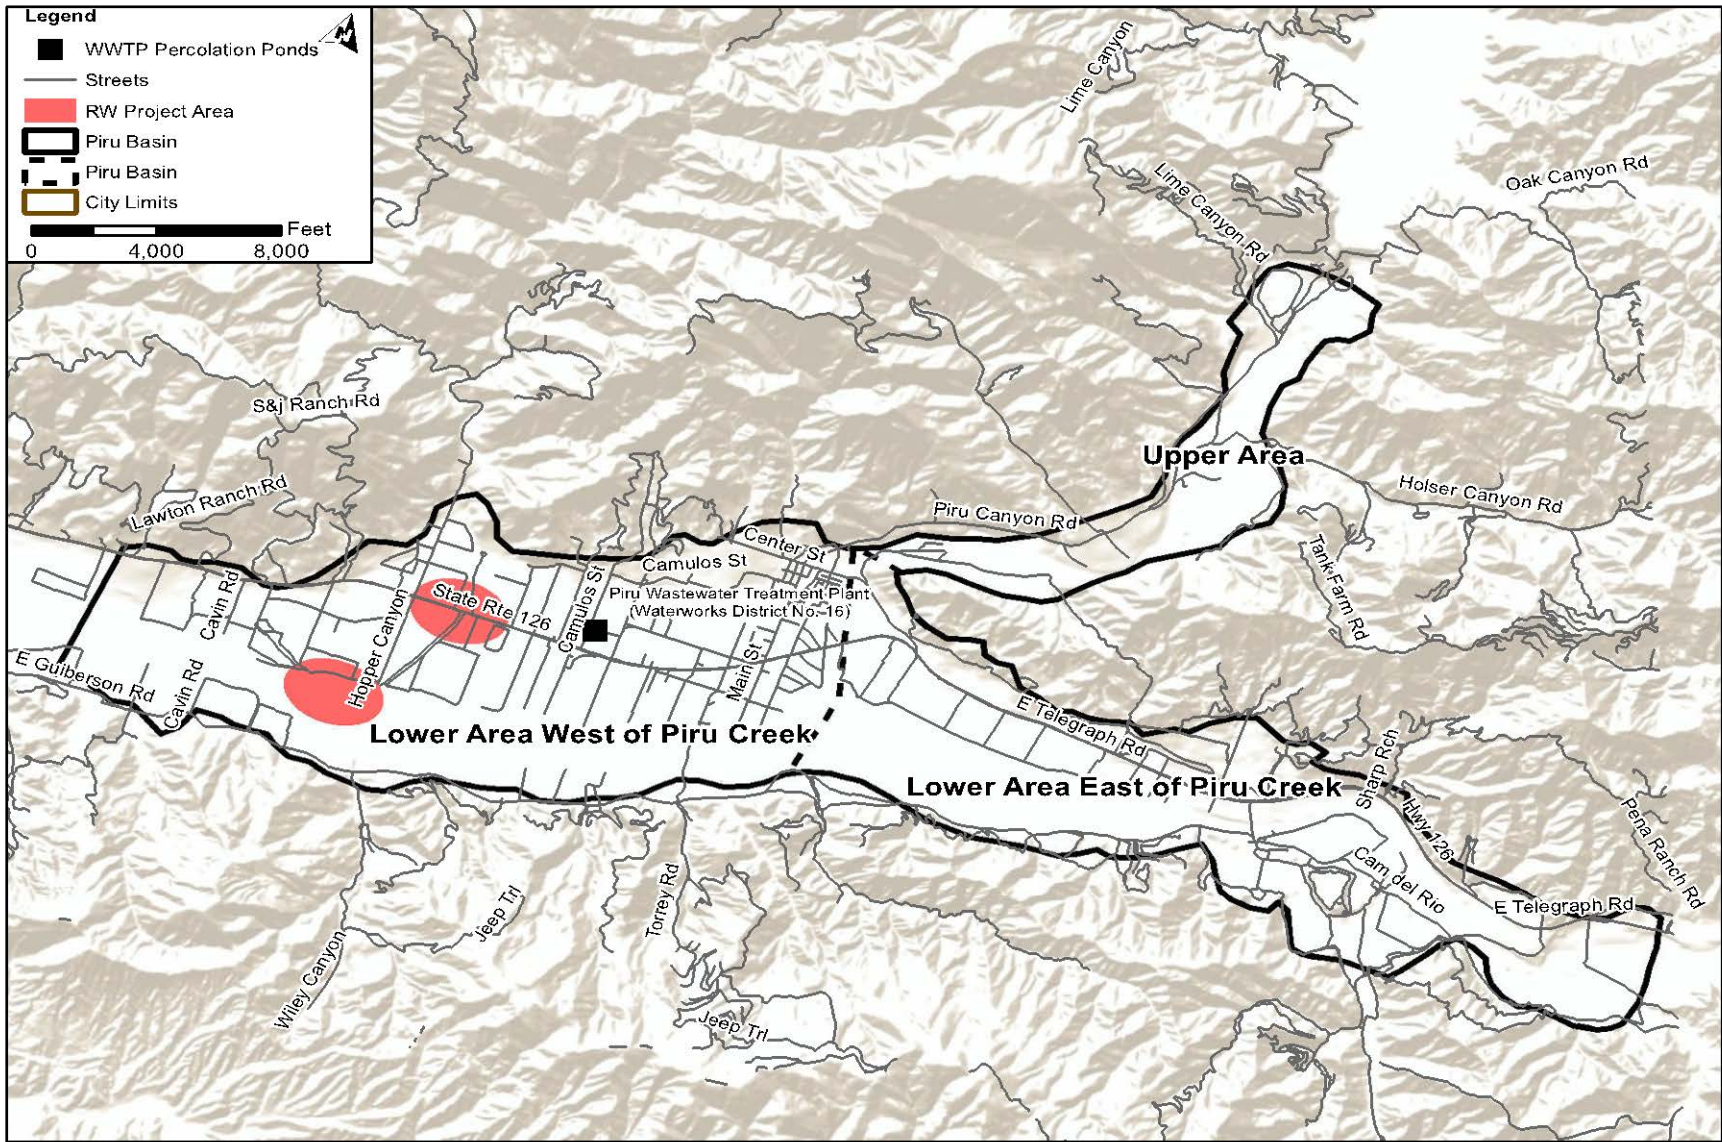 Legend
N
WWTP Percolation Ponds
Streets
RW Project Area
Piru Basin
Piru Basin
City Limits
Feet
0 4,000 8,000
Lime Canyon
Lime Canyon Rd
Oak Canyon Rd
S&j Ranch Rd
Upper Area
Lawton Ranch Rd
Holser Canyon Rd
Piru Canyon Rd
Center St
Camulos St
Tank Farm Rd
Cavin Rd
State Rte 126
Camulos St
Piru Wastewater Treatment Plant
(Waterworks District No. 16)
Hopper Canyon
Main St
E Guiberson Rd
Cavin Rd
E Telegraph Rd
Lower Area West of Piru Creek
Lower Area East of Piru Creek
Sharp Rch
Hwy 126
Pena Ranch Rd
Cam del Rio
E Telegraph Rd
Torrey Rd
Jeep Trl
Wiley Canyon
Jeep Trl